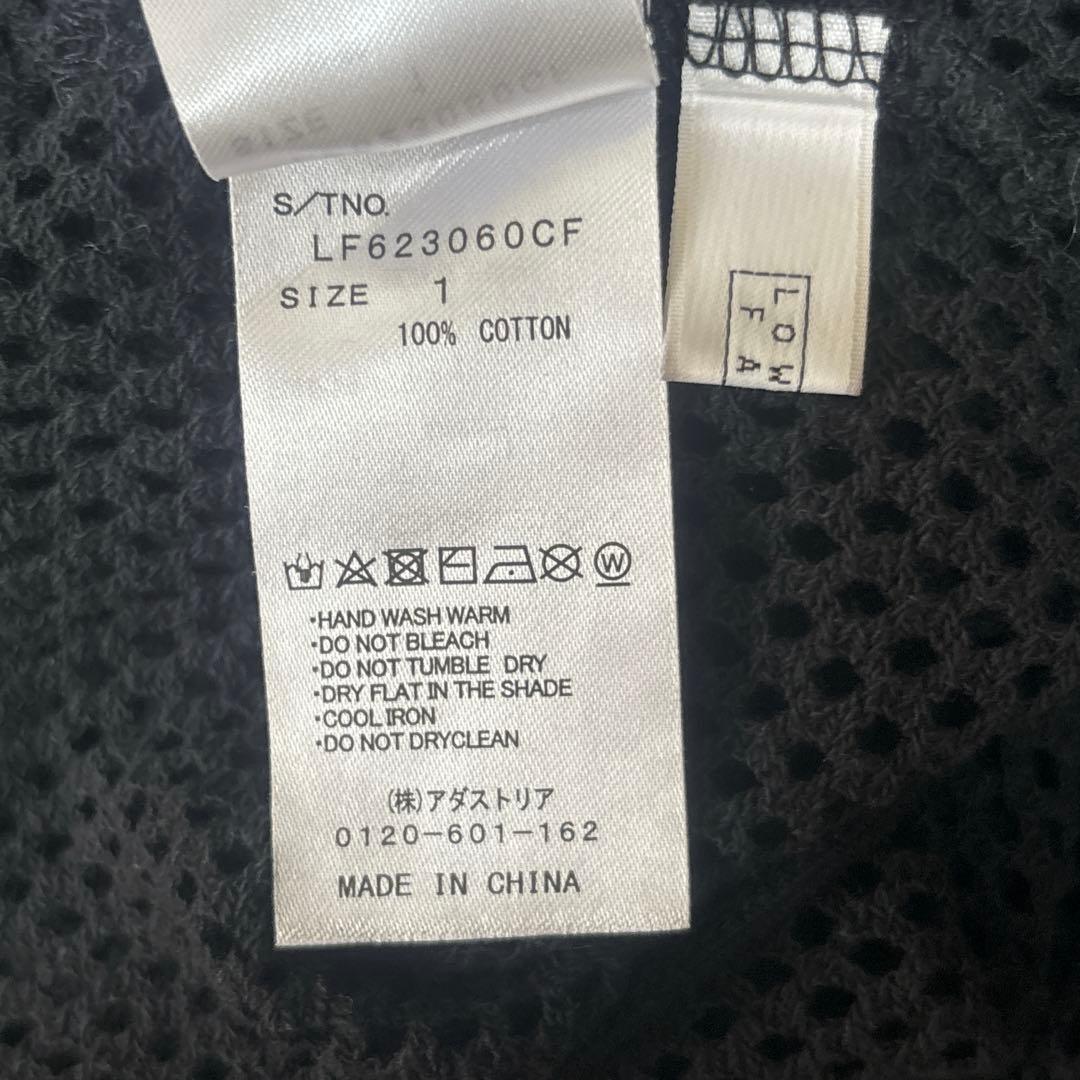 S/TNO.
LF623060CF
SIZE 1
100% COTTON
W
・HAND WASH WARM
・DO NOT BLEACH
・DO NOT TUMBLE DRY
・DRY FLAT IN THE SHADE
・COOL IRON
・DO NOT DRYCLEAN
(株)アダストリア
0120-601-162
MADE IN CHINA
LOW
FA